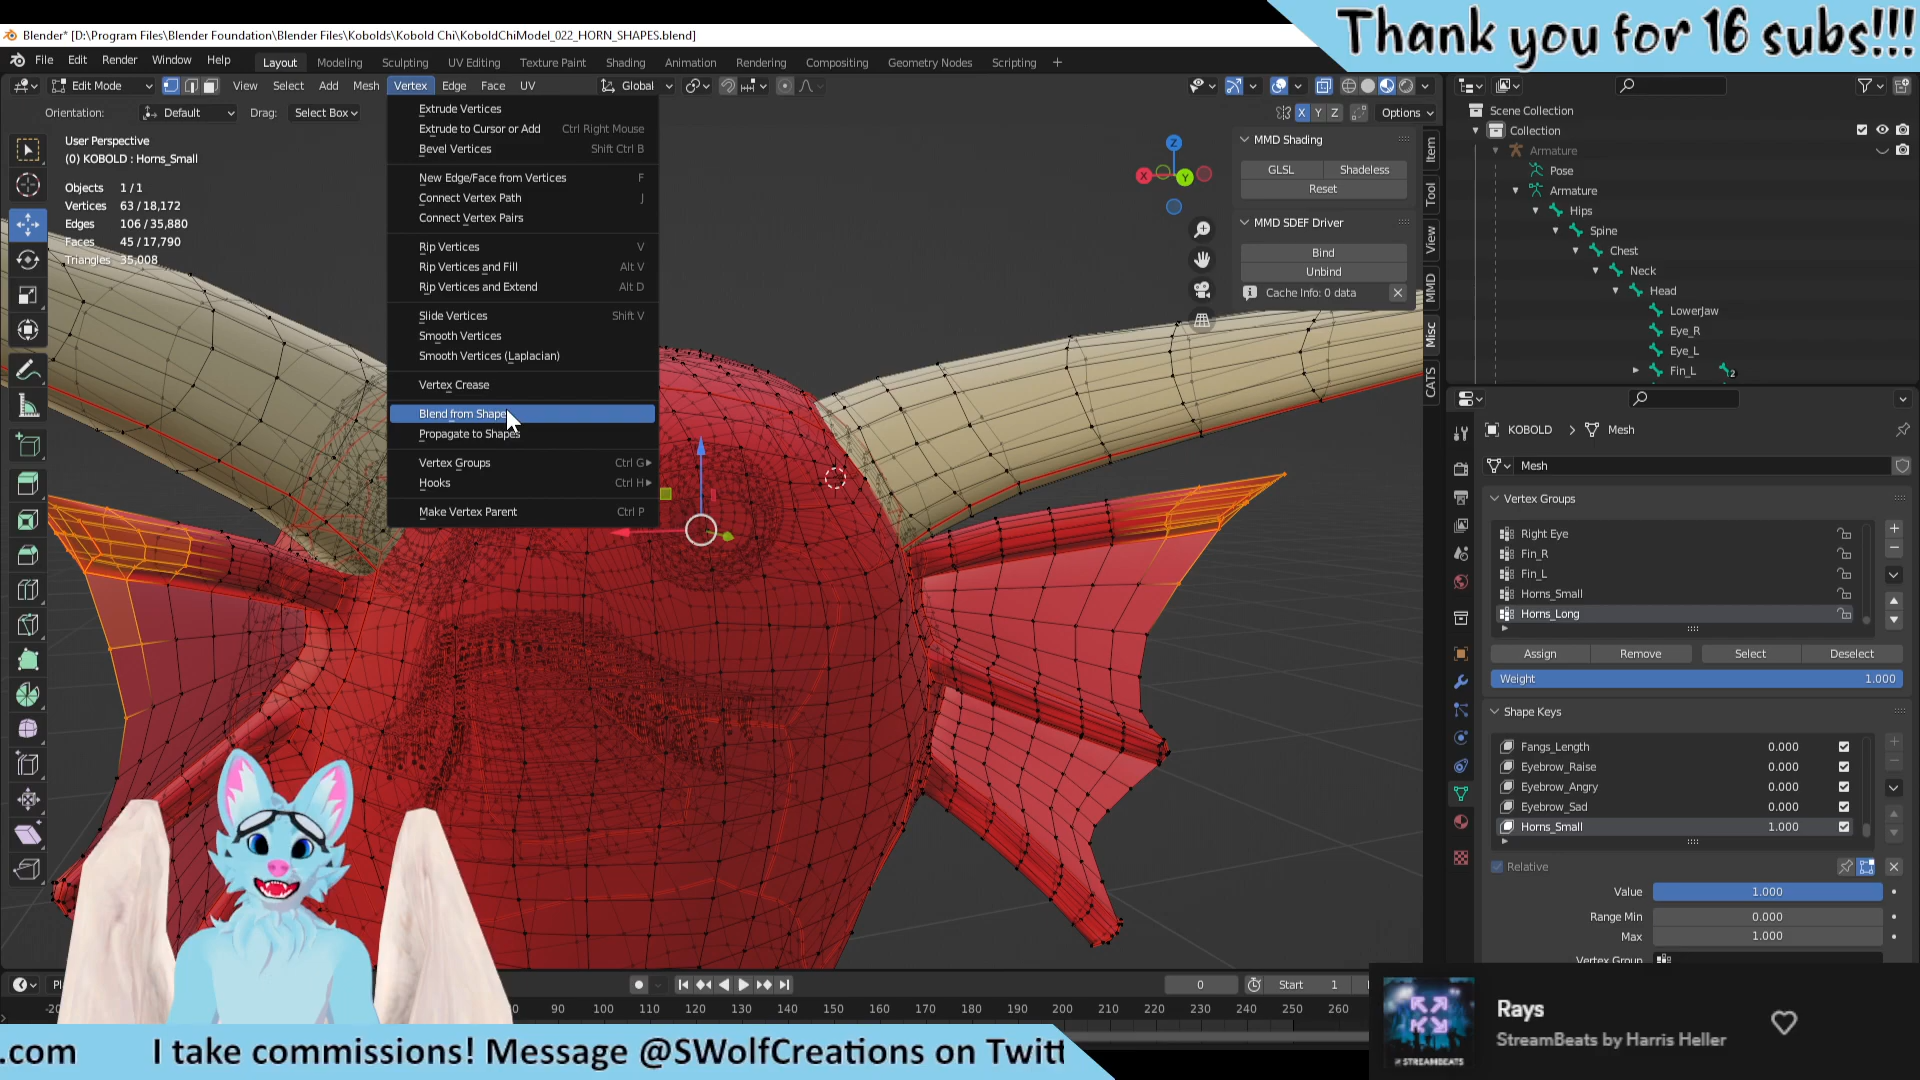 Thank you for 16 subs!!!
Blender* [D:\Program Files\Blender Foundation\Blender Files\Kobolds\Kobold Chi\KoboldChiModel_022_HORN_SHAPES.blend]
File Edit Render Window Help Layout Modeling Sculpting UV Editing Texture Paint Shading Animation Rendering Compositing Geometry Nodes Scripting +
Edit Mode View Select Add Mesh Vertex Edge Face UV Global
Orientation: Default Drag: Select Box X Y Z Options
User Perspective
(0) KOBOLD : Horns_Small
Objects 1 / 1
Vertices 63 / 18,172
Edges 106 / 35,880
Faces 45 / 17,790
Triangles 35,008
Extrude Vertices
Extrude to Cursor or Add Ctrl Right Mouse
Bevel Vertices Shift Ctrl B
New Edge/Face from Vertices F
Connect Vertex Path J
Connect Vertex Pairs
Rip Vertices V
Rip Vertices and Fill Alt V
Rip Vertices and Extend Alt D
Slide Vertices Shift V
Smooth Vertices
Smooth Vertices (Laplacian)
Vertex Crease
Blend from Shape
Propagate to Shapes
Vertex Groups Ctrl G
Hooks Ctrl H
Make Vertex Parent Ctrl P
Z
X
Y
MMD Shading
GLSL Shadeless
Reset
MMD SDEF Driver
Bind
Unbind
Cache Info: 0 data
Item
Tool
View
MMD
Misc
CATS
Scene Collection
Collection
Armature
Pose
Armature
Hips
Spine
Chest
Neck
Head
LowerJaw
Eye_R
Eye_L
Fin_L 2
KOBOLD > Mesh
Mesh
Vertex Groups
Right Eye
Fin_R
Fin_L
Horns_Small
Horns_Long
Assign Remove Select Deselect
Weight 1.000
Shape Keys
Fangs_Length 0.000
Eyebrow_Raise 0.000
Eyebrow_Angry 0.000
Eyebrow_Sad 0.000
Horns_Small 1.000
Relative
Value 1.000
Range Min 0.000
Max 1.000
Vertex Group
Pl 0 Start 1
-20 80 90 100 110 120 130 140 150 160 170 180 190 200 210 220 230 240 250 260
Rays
StreamBeats by Harris Heller
STREAMBEATS
.com I take commissions! Message @SWolfCreations on Twitt